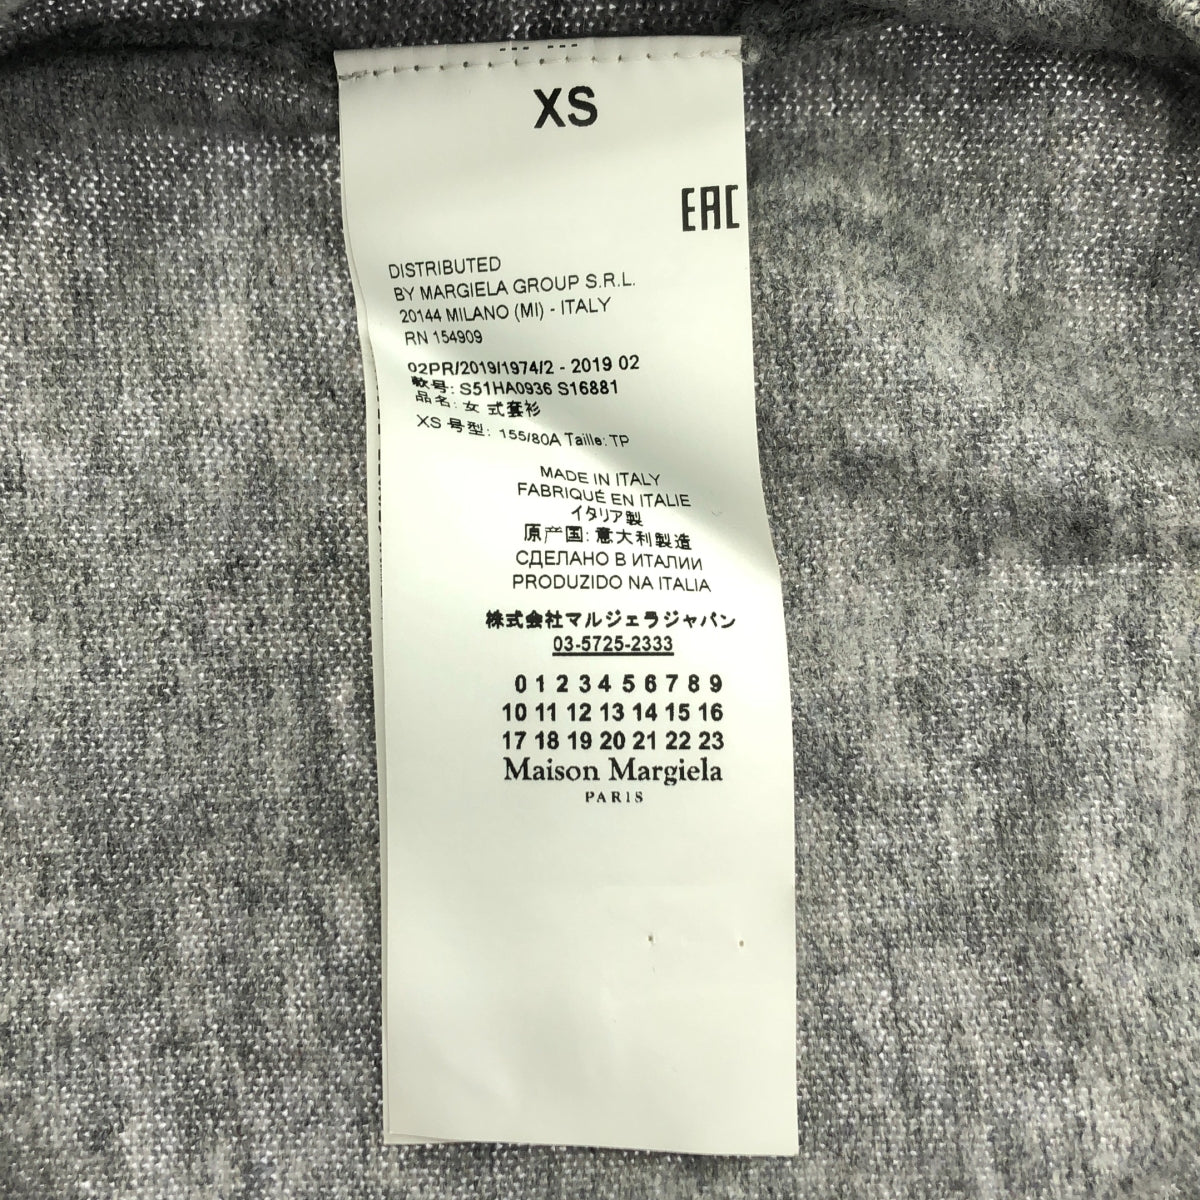 XS
EAC
DISTRIBUTED
BY MARGIELA GROUP S.R.L.
20144 MILANO (MI) - ITALY
RN 154909
02PR/2019/1974/2 - 2019 02
款号: S51HA0936 S16881
品名: 女 式套衫
XS 号型: 155/80A Taille: TP
MADE IN ITALY
FABRIQUÉ EN ITALIE
イタリア製
原产国: 意大利製造
СДЕЛАНО В ИТАЛИИ
PRODUZIDO NA ITALIA
株式会社マルジェラジャパン
03-5725-2333
0 1 2 3 4 5 6 7 8 9
10 11 12 13 14 15 16
17 18 19 20 21 22 23
Maison Margiela
PARIS